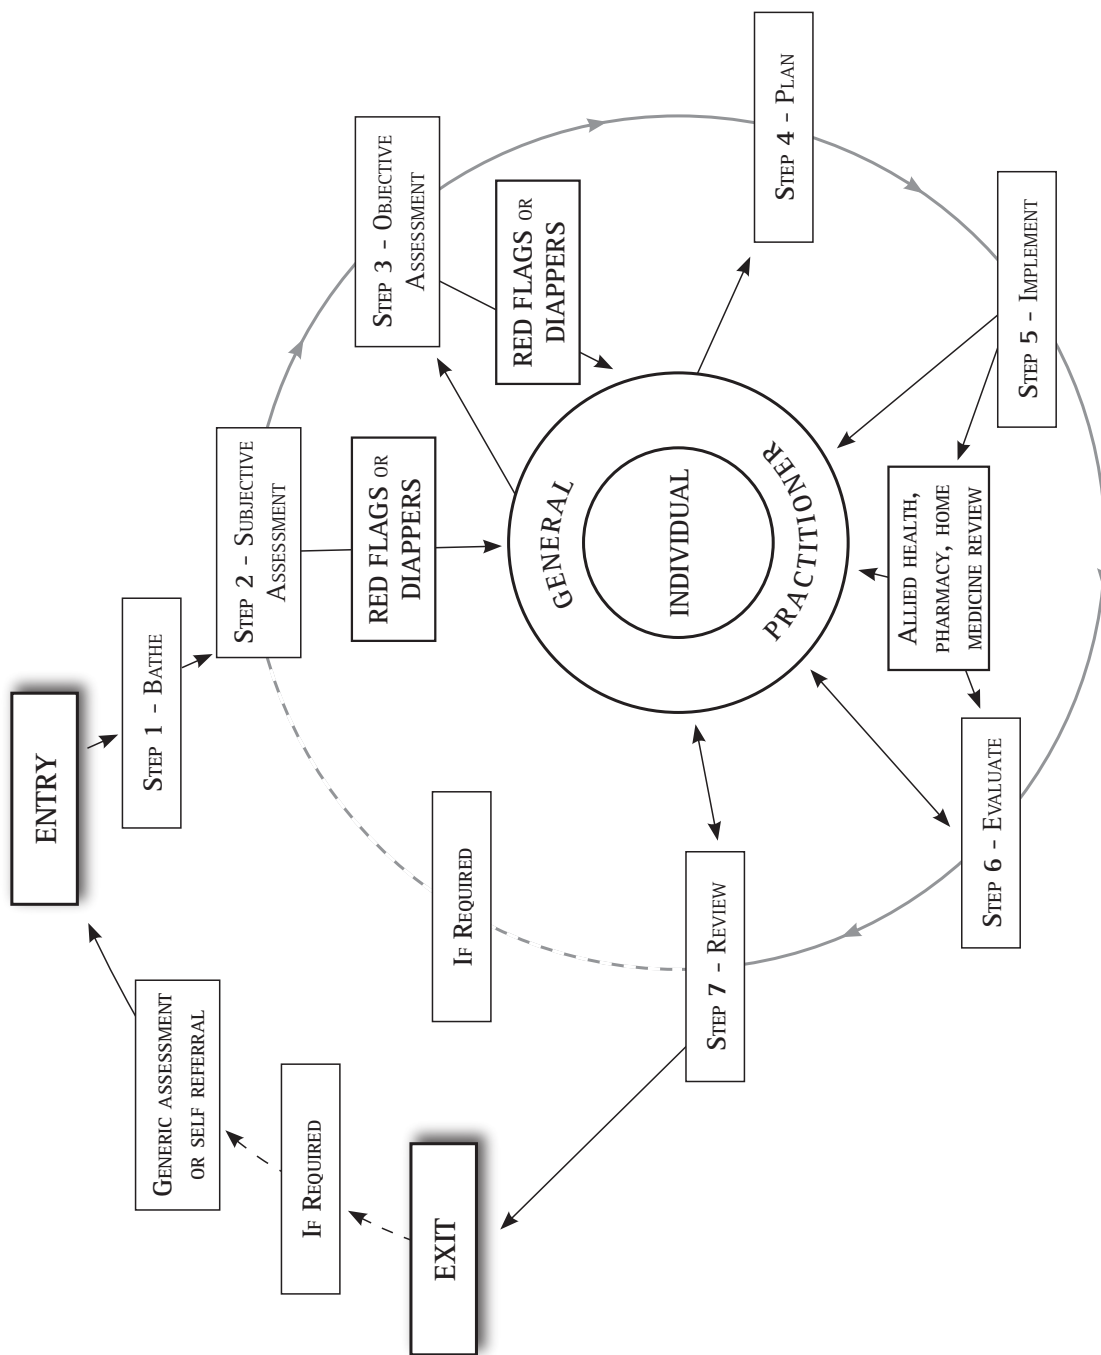 ENTRY
Step 1 - Bathe
Step 2 - Subjective
Assessment
RED FLAGS or
DIAPPERS
Step 3 - Objective
Assessment
RED FLAGS or
DIAPPERS
Step 4 - Plan
Step 5 - Implement
Allied health,
pharmacy, home
medicine review
Step 6 - Evaluate
Step 7 - Review
If Required
GENERAL
PRACTITIONER
INDIVIDUAL
EXIT
If Required
Generic assessment
or self referral